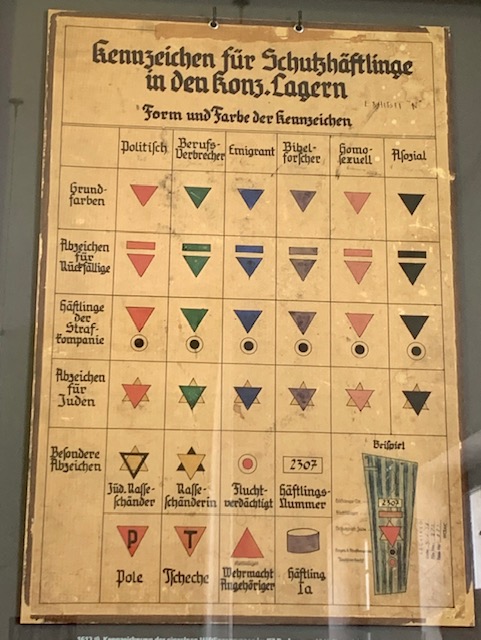 Kennzeichen für Schutzhäftlinge
in den Konz. Lagern
Form und Farbe der Kennzeichen
Politisch Berufs-Verbrecher Emigrant Bibel-forscher Homo-sexuell Asozial
Grund-
farben
Abzeichen
für
Rückfällige
Häftlinge
der
Straf-
kompanie
Abzeichen
für
Juden
Besondere
Abzeichen
Jüd. Rasse-
schänder
Rasse-
schänderin
Flucht-
verdächtigt
2307
Häftlings-
Nummer
Beispiel
2307
P
Pole
T
Tscheche
Wehrmacht
Angehöriger
Häftling
Ia